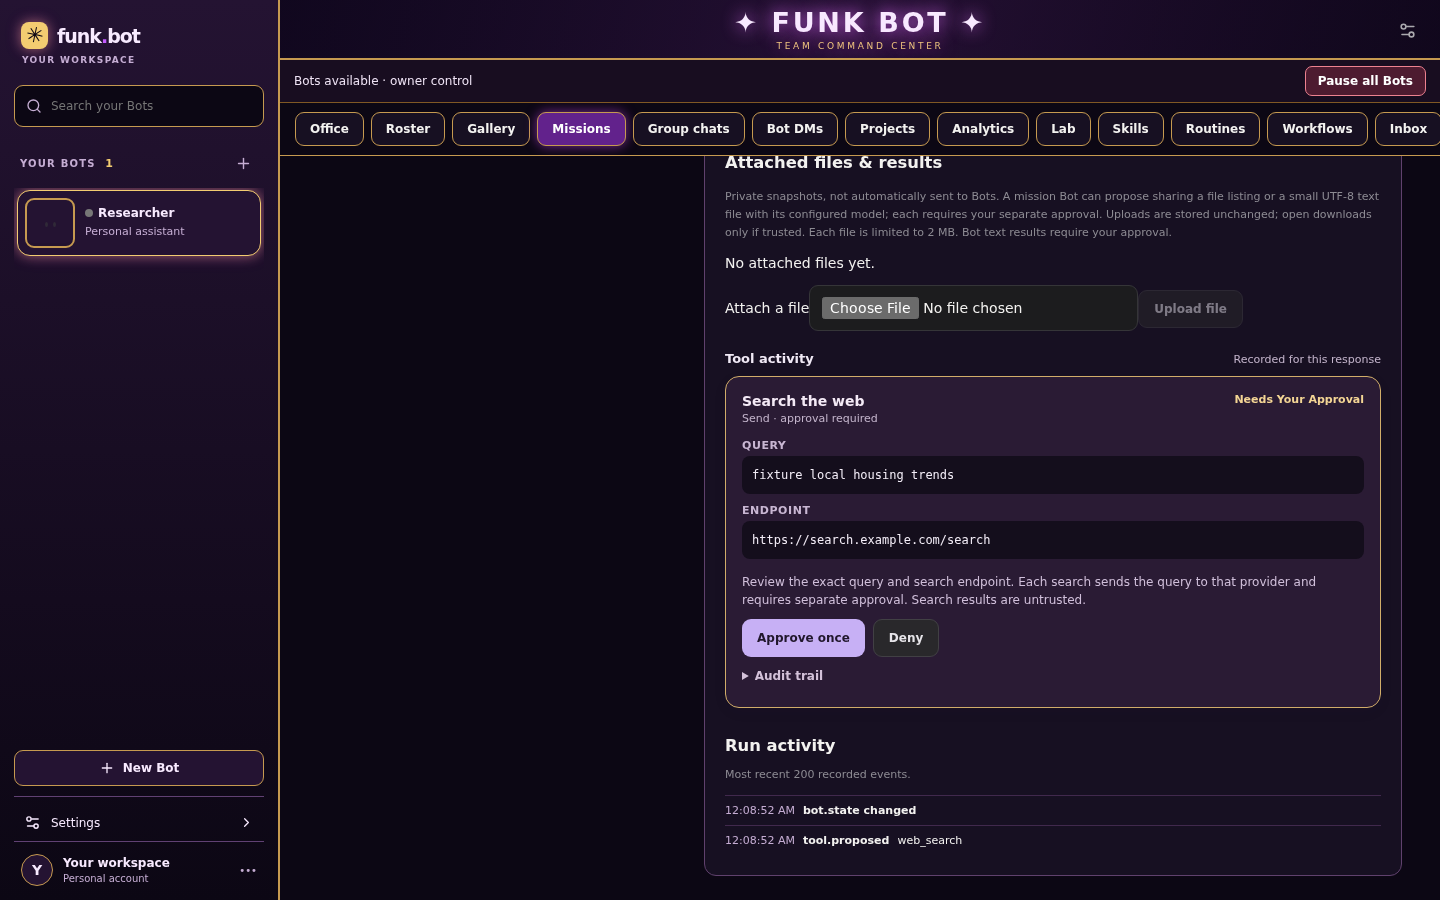 funk.bot
YOUR WORKSPACE
Search your Bots
YOUR BOTS 1
Researcher
Personal assistant
New Bot
Settings
Y
Your workspace
Personal account
✦ FUNK BOT ✦
TEAM COMMAND CENTER
Bots available · owner control
Pause all Bots
Office
Roster
Gallery
Missions
Group chats
Bot DMs
Projects
Analytics
Lab
Skills
Routines
Workflows
Inbox
Attached files & results
Private snapshots, not automatically sent to Bots. A mission Bot can propose sharing a file listing or a small UTF-8 text
file with its configured model; each requires your separate approval. Uploads are stored unchanged; open downloads
only if trusted. Each file is limited to 2 MB. Bot text results require your approval.
No attached files yet.
Attach a file Choose File No file chosen Upload file
Tool activity Recorded for this response
Search the web Needs Your Approval
Send · approval required
QUERY
fixture local housing trends
ENDPOINT
https://search.example.com/search
Review the exact query and search endpoint. Each search sends the query to that provider and
requires separate approval. Search results are untrusted.
Approve once Deny
Audit trail
Run activity
Most recent 200 recorded events.
12:08:52 AM bot.state changed
12:08:52 AM tool.proposed web_search